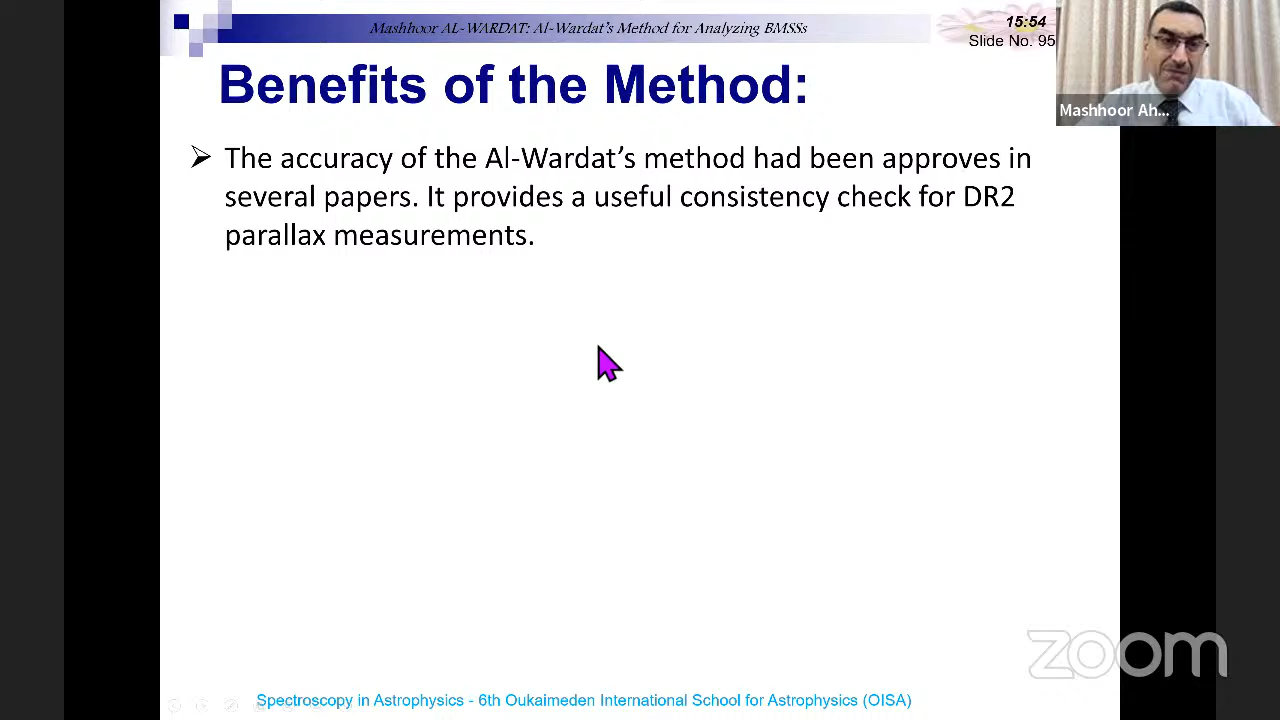 Mashhoor AL-WARDAT: Al-Wardat's Method for Analyzing BMSSs
15:54
Slide No. 95
Mashhoor Ah...
Benefits of the Method:
➢ The accuracy of the Al-Wardat’s method had been approves in
several papers. It provides a useful consistency check for DR2
parallax measurements.
zoom
Spectroscopy in Astrophysics - 6th Oukaimeden International School for Astrophysics (OISA)